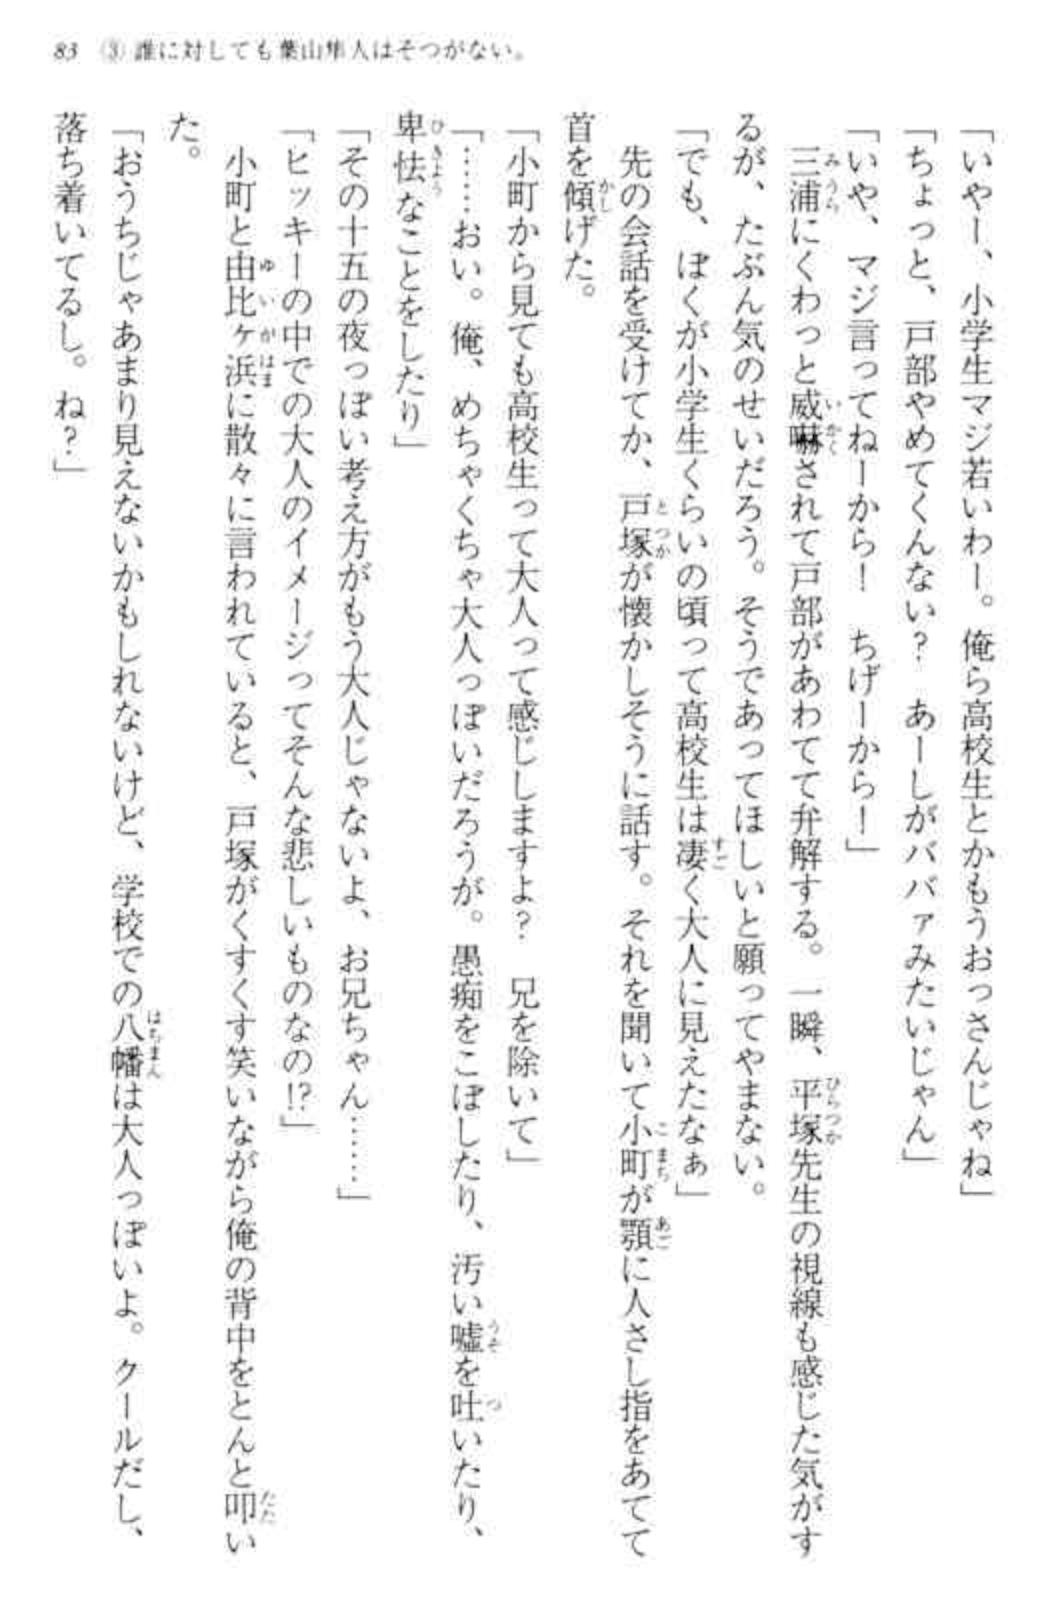 83　③ 誰に対しても葉山隼人はそつがない。
「いやー、小学生マジ若いわー。俺ら高校生とかもうおっさんじゃね」
「ちょっと、戸部やめてくんない？　あーしがババァみたいじゃん」
「いや、マジ言ってねーから！　ちげーから！」
　三浦にくわっと威嚇されて戸部があわてて弁解する。一瞬、平塚先生の視線も感じた気がす
るが、たぶん気のせいだろう。そうであってほしいと願ってやまない。
「でも、ぼくが小学生くらいの頃って高校生は凄く大人に見えたなぁ」
　先の会話を受けてか、戸塚が懐かしそうに話す。それを聞いて小町が顎に人さし指をあてて
首を傾げた。
「小町から見ても高校生って大人って感じしますよ？　兄を除いて」
「……おい。俺、めちゃくちゃ大人っぽいだろうが。愚痴をこぼしたり、汚い嘘を吐いたり、
卑怯なことをしたり」
「その十五の夜っぽい考え方がもう大人じゃないよ、お兄ちゃん……」
「ヒッキーの中での大人のイメージってそんな悲しいものなの!?」
　小町と由比ヶ浜に散々に言われていると、戸塚がくすくす笑いながら俺の背中をとんと叩い
た。
「おうちじゃあまり見えないかもしれないけど、学校での八幡は大人っぽいよ。クールだし、
落ち着いてるし。ね？」